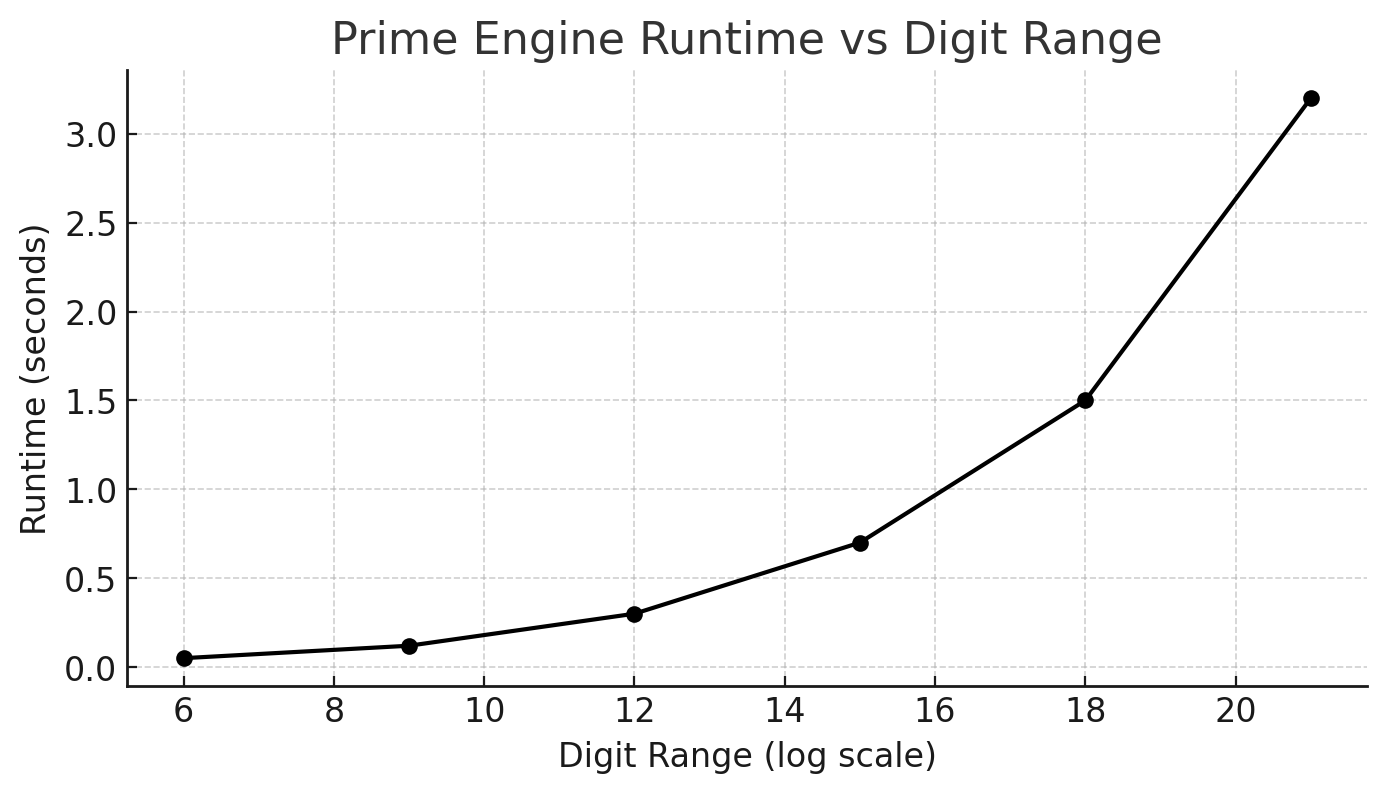 Prime Engine Runtime vs Digit Range
Runtime (seconds)
3.0
2.5
2.0
1.5
1.0
0.5
0.0
6 8 10 12 14 16 18 20
Digit Range (log scale)